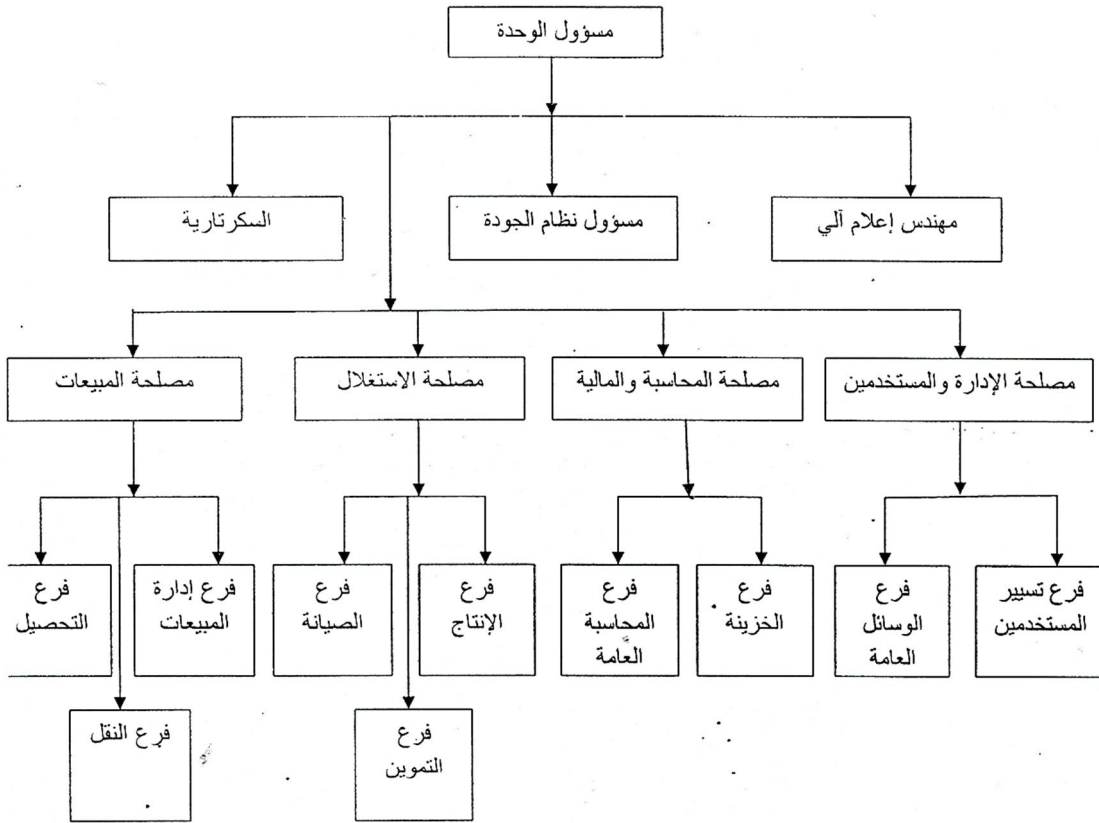 مسؤول الوحدة
مهندس إعلام آلي
مسؤول نظام الجودة
السكرتارية
مصلحة الإدارة والمستخدمين
مصلحة المحاسبة والمالية
مصلحة الاستغلال
مصلحة المبيعات
فرع تسيير
المستخدمين
فرع
الوسائل
العامة
فرع
الخزينة
فرع
المحاسبة
العامة
فرع
الإنتاج
فرع
الصيانة
فرع إدارة
المبيعات
فرع
التحصيل
فرع
التموين
فرع النقل